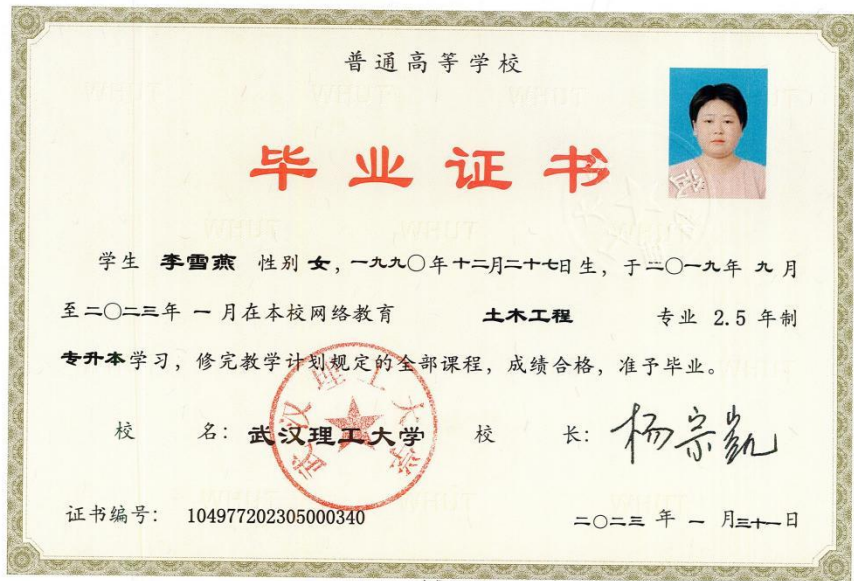 普通高等学校
毕业证书
学生 李雪燕 性别 女，一九九〇年十二月二十七日生，于二〇一九年 九月
至二〇二三年 一月在本校网络教育 土木工程 专业 2.5 年制
专升本学习，修完教学计划规定的全部课程，成绩合格，准予毕业。
校 名：武汉理工大学 校 长：杨宗凯
武汉理工大学
证书编号：104977202305000340 二〇二三 年 一 月三十一日